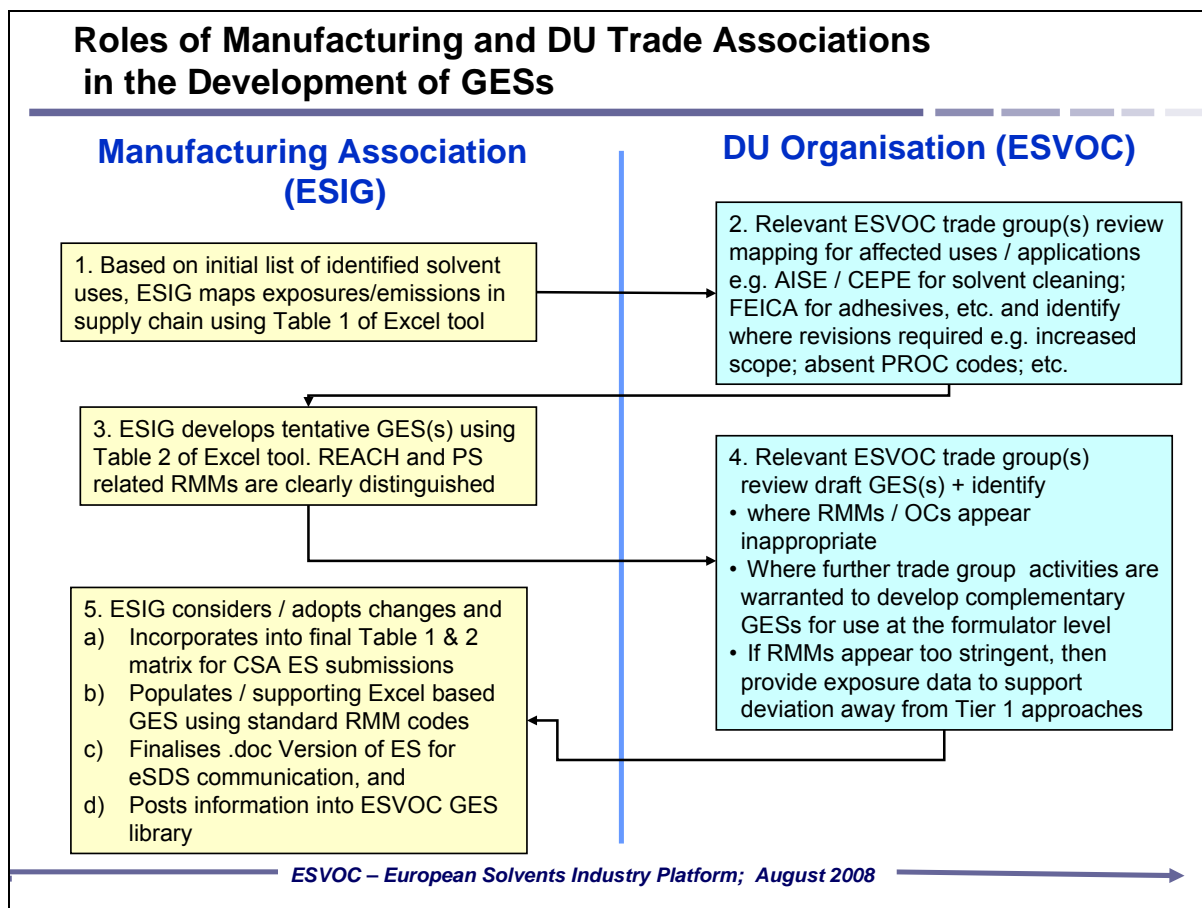 Roles of Manufacturing and DU Trade Associations
in the Development of GESs
Manufacturing Association
(ESIG)
DU Organisation (ESVOC)
1. Based on initial list of identified solvent
uses, ESIG maps exposures/emissions in
supply chain using Table 1 of Excel tool
2. Relevant ESVOC trade group(s) review
mapping for affected uses / applications
e.g. AISE / CEPE for solvent cleaning;
FEICA for adhesives, etc. and identify
where revisions required e.g. increased
scope; absent PROC codes; etc.
3. ESIG develops tentative GES(s) using
Table 2 of Excel tool. REACH and PS
related RMMs are clearly distinguished
4. Relevant ESVOC trade group(s)
review draft GES(s) + identify
• where RMMs / OCs appear
inappropriate
• Where further trade group activities are
warranted to develop complementary
GESs for use at the formulator level
• If RMMs appear too stringent, then
provide exposure data to support
deviation away from Tier 1 approaches
5. ESIG considers / adopts changes and
a) Incorporates into final Table 1 & 2
matrix for CSA ES submissions
b) Populates / supporting Excel based
GES using standard RMM codes
c) Finalises .doc Version of ES for
eSDS communication, and
d) Posts information into ESVOC GES
library
ESVOC – European Solvents Industry Platform; August 2008